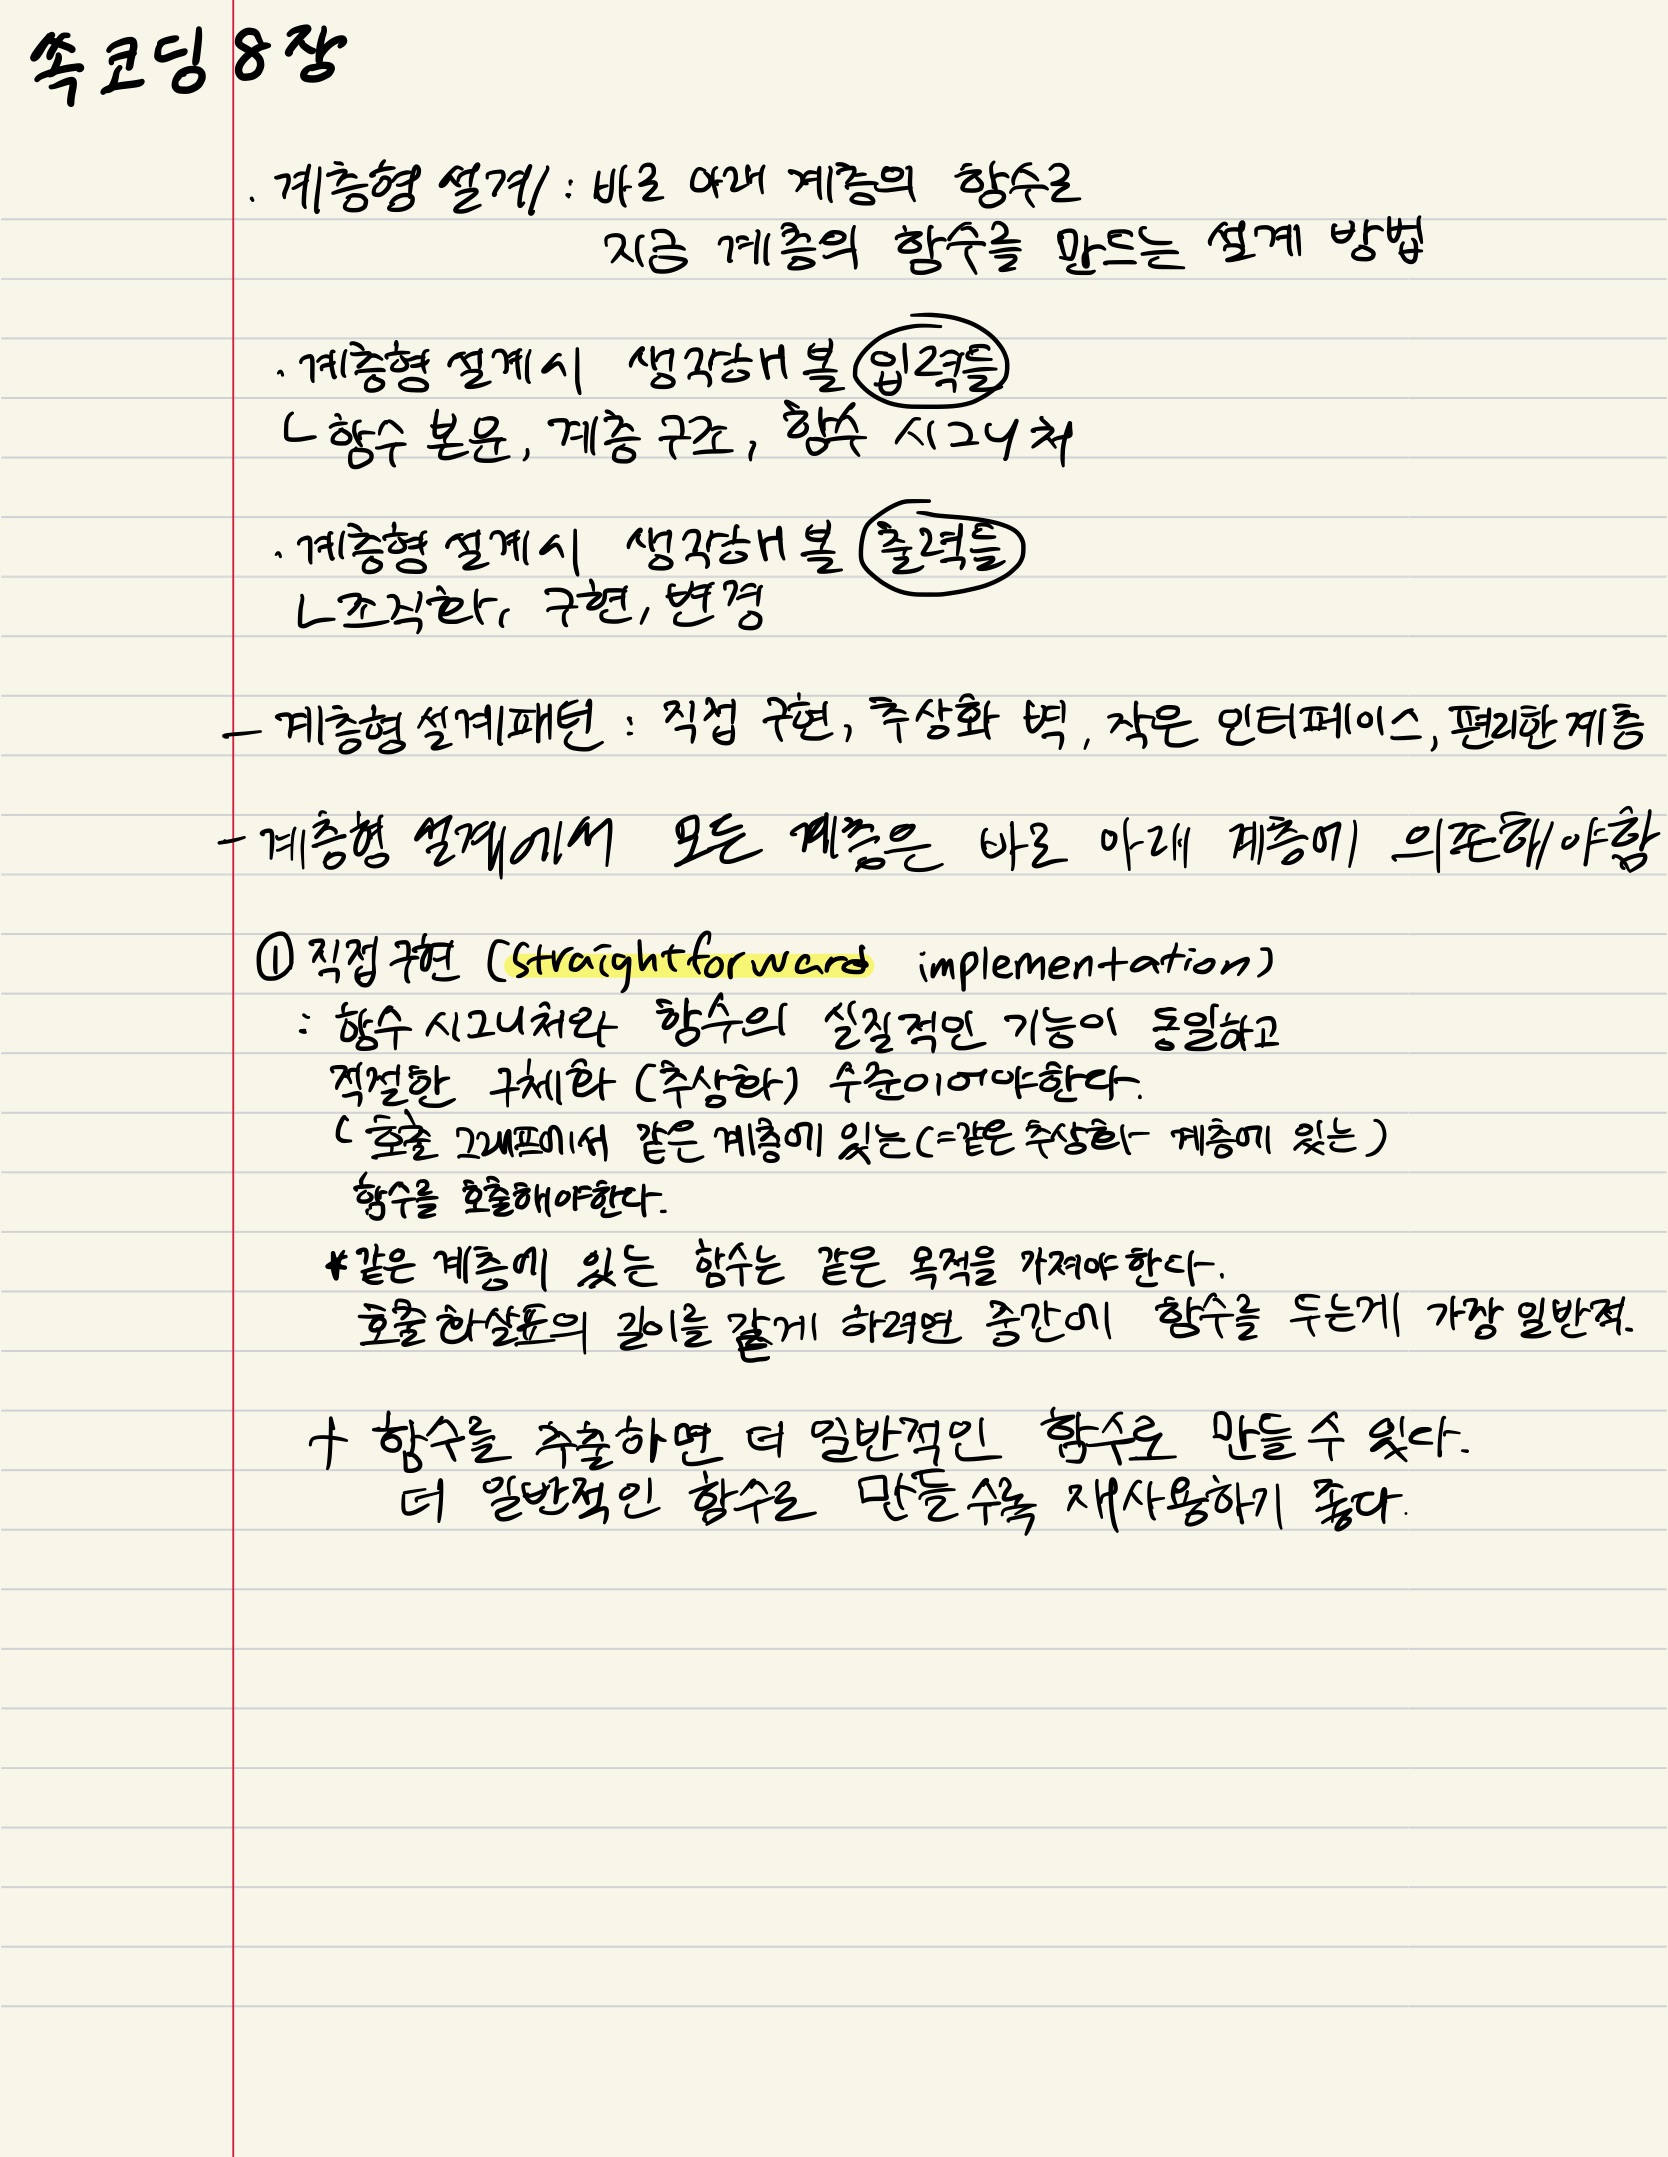 쏙코딩 8장
· 계층형 설계 : 바로 아래 계층의 함수로
지금 계층의 함수를 만드는 설계 방법
· 계층형 설계시 생각해볼 입력들
ㄴ 함수 본문, 계층 구조, 함수 시그니처
· 계층형 설계시 생각해볼 출력들
ㄴ 조직화, 구현, 변경
- 계층형 설계패턴 : 직접 구현, 추상화 벽, 작은 인터페이스, 편리한 계층
- 계층형 설계에서 모든 계층은 바로 아래 계층에 의존해야함
① 직접구현 (straightforward implementation)
: 함수 시그니처와 함수의 실질적인 기능이 동일하고
적절한 구체화 (추상화) 수준이어야한다.
ㄴ 호출 그래프에서 같은 계층에 있는(=같은 추상화 계층에 있는)
함수를 호출해야한다.
* 같은 계층에 있는 함수는 같은 목적을 가져야한다.
호출 화살표의 길이를 같게 하려면 중간에 함수를 두는게 가장 일반적.
+ 함수를 추출하면 더 일반적인 함수로 만들 수 있다.
더 일반적인 함수로 만들수록 재사용하기 좋다.